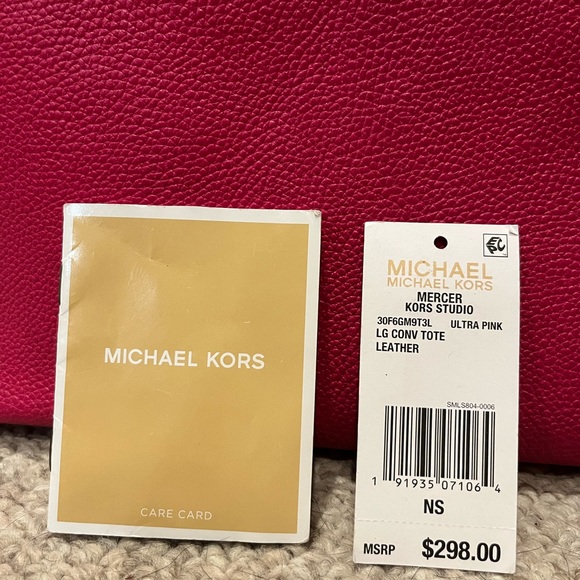 MICHAEL KORS
CARE CARD
MICHAEL
MICHAEL KORS
MERCER
KORS STUDIO
30F6GM9T3L ULTRA PINK
LG CONV TOTE
LEATHER
SMLS804-0006
1 91935 07106 4
NS
MSRP $298.00